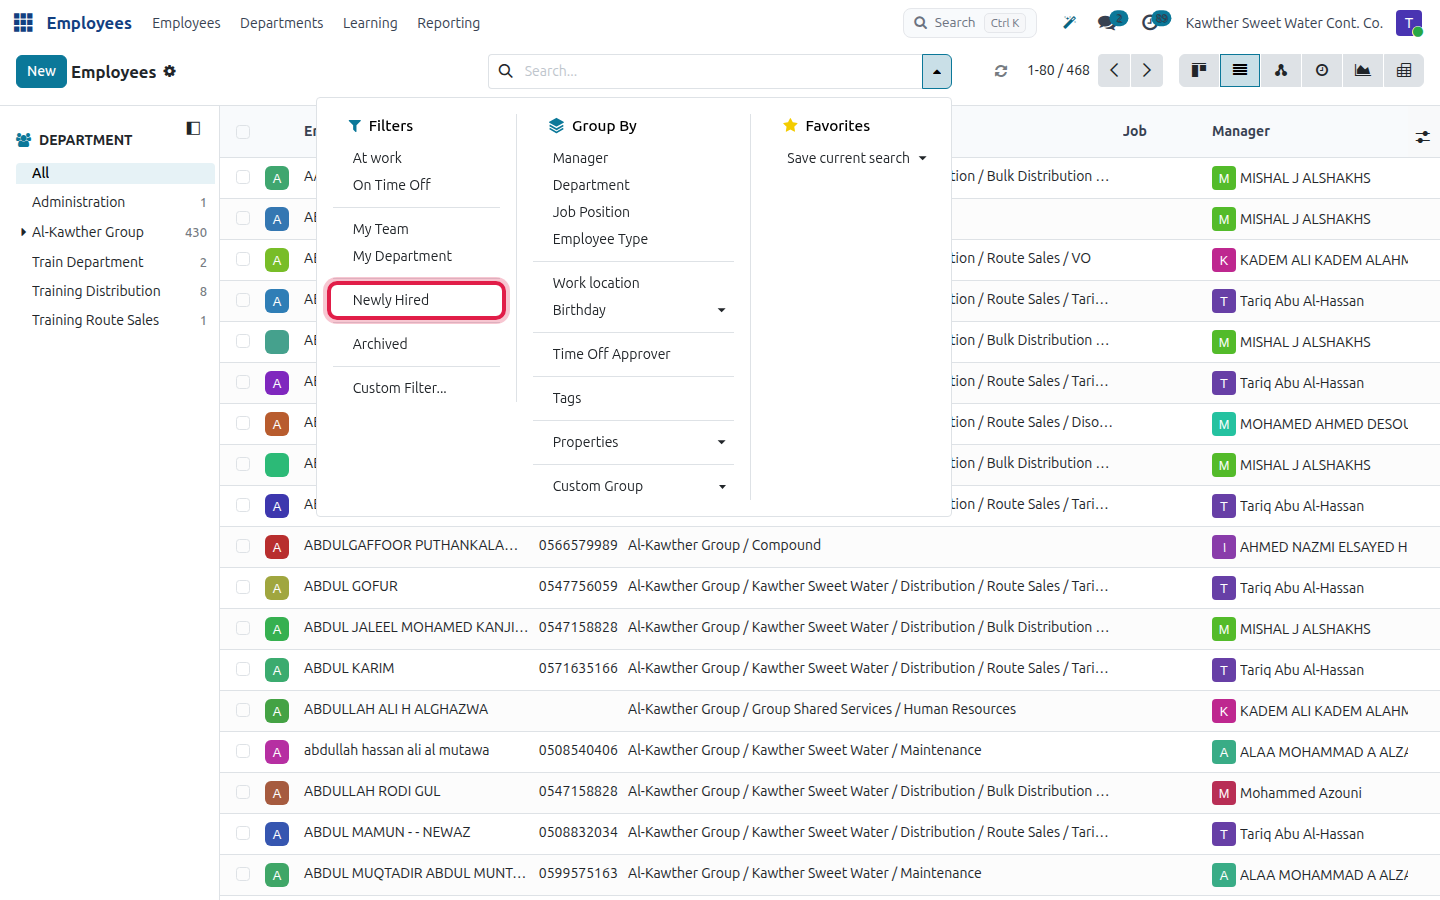 Employees Employees Departments Learning Reporting Search Ctrl K 2 Kawther Sweet Water Cont. Co. T
New Employees Search... 1-80 / 468
DEPARTMENT
All
Administration 1
Al-Kawther Group 430
Train Department 2
Training Distribution 8
Training Route Sales 1
Filters
At work
On Time Off
My Team
My Department
Newly Hired
Archived
Custom Filter...
Group By
Manager
Department
Job Position
Employee Type
Work location
Birthday
Time Off Approver
Tags
Properties
Custom Group
Favorites
Save current search
Job Manager
A tion / Bulk Distribution ... M MISHAL J ALSHAKHS
A M MISHAL J ALSHAKHS
A tion / Route Sales / VO K KADEM ALI KADEM ALAHM
A tion / Route Sales / Tari... T Tariq Abu Al-Hassan
tion / Bulk Distribution ... M MISHAL J ALSHAKHS
A tion / Route Sales / Tari... T Tariq Abu Al-Hassan
A tion / Route Sales / Diso... M MOHAMED AHMED DESOU
tion / Bulk Distribution ... M MISHAL J ALSHAKHS
A tion / Route Sales / Tari... T Tariq Abu Al-Hassan
A ABDULGAFFOOR PUTHANKALA... 0566579989 Al-Kawther Group / Compound I AHMED NAZMI ELSAYED H
A ABDUL GOFUR 0547756059 Al-Kawther Group / Kawther Sweet Water / Distribution / Route Sales / Tari... T Tariq Abu Al-Hassan
A ABDUL JALEEL MOHAMED KANJI... 0547158828 Al-Kawther Group / Kawther Sweet Water / Distribution / Bulk Distribution ... M MISHAL J ALSHAKHS
A ABDUL KARIM 0571635166 Al-Kawther Group / Kawther Sweet Water / Distribution / Route Sales / Tari... T Tariq Abu Al-Hassan
A ABDULLAH ALI H ALGHAZWA Al-Kawther Group / Group Shared Services / Human Resources K KADEM ALI KADEM ALAHM
A abdullah hassan ali al mutawa 0508540406 Al-Kawther Group / Kawther Sweet Water / Maintenance A ALAA MOHAMMAD A ALZA
A ABDULLAH RODI GUL 0547158828 Al-Kawther Group / Kawther Sweet Water / Distribution / Bulk Distribution ... M Mohammed Azouni
A ABDUL MAMUN - - NEWAZ 0508832034 Al-Kawther Group / Kawther Sweet Water / Distribution / Route Sales / Tari... T Tariq Abu Al-Hassan
A ABDUL MUQTADIR ABDUL MUNT... 0599575163 Al-Kawther Group / Kawther Sweet Water / Maintenance A ALAA MOHAMMAD A ALZA